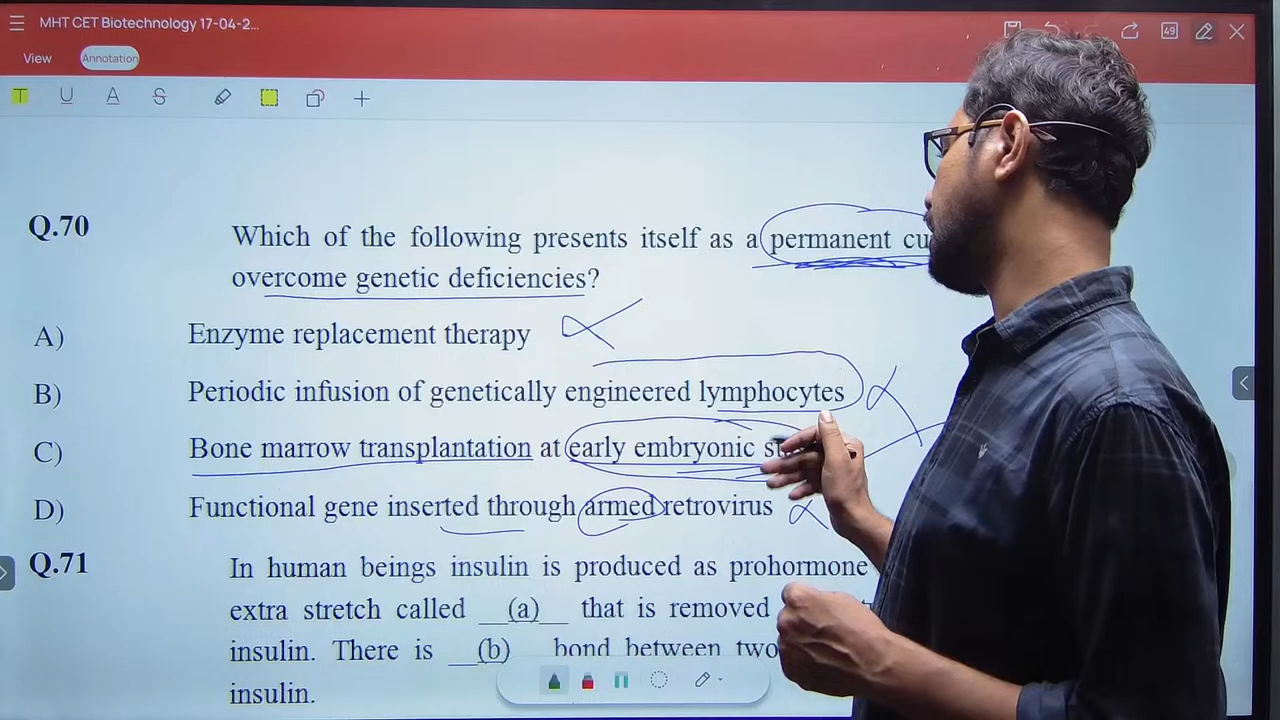 MHT CET Biotechnology 17-04-2...
49
View
Annotation
T U A S
Q.70
Which of the following presents itself as a permanent
overcome genetic deficiencies?
A) Enzyme replacement therapy
B) Periodic infusion of genetically engineered lymphocytes
C) Bone marrow transplantation at early embryonic
D) Functional gene inserted through armed retrovirus
Q.71
In human beings insulin is produced as prohormone
extra stretch called __(a)__ that is removed
insulin. There is __(b)__ bond between two
insulin.